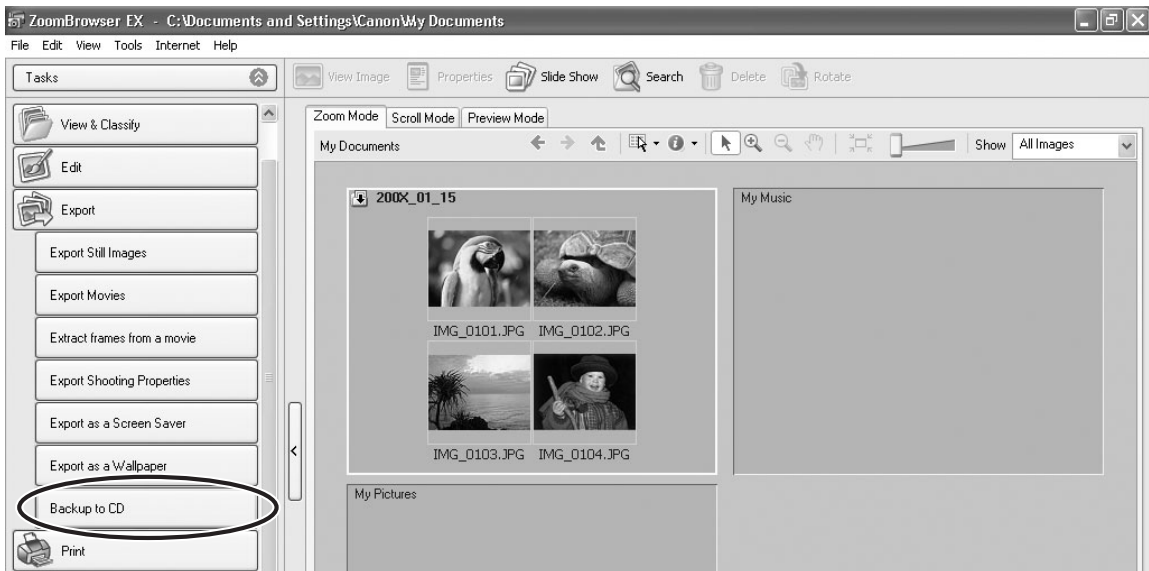 ZoomBrowser EX - C:\Documents and Settings\Canon\My Documents
File Edit View Tools Internet Help
Tasks
View Image Properties Slide Show Search Delete Rotate
View & Classify
Edit
Export
Export Still Images
Export Movies
Extract frames from a movie
Export Shooting Properties
Export as a Screen Saver
Export as a Wallpaper
Backup to CD
Print
Zoom Mode Scroll Mode Preview Mode
My Documents Show All Images
200X_01_15
IMG_0101.JPG IMG_0102.JPG
IMG_0103.JPG IMG_0104.JPG
My Music
My Pictures